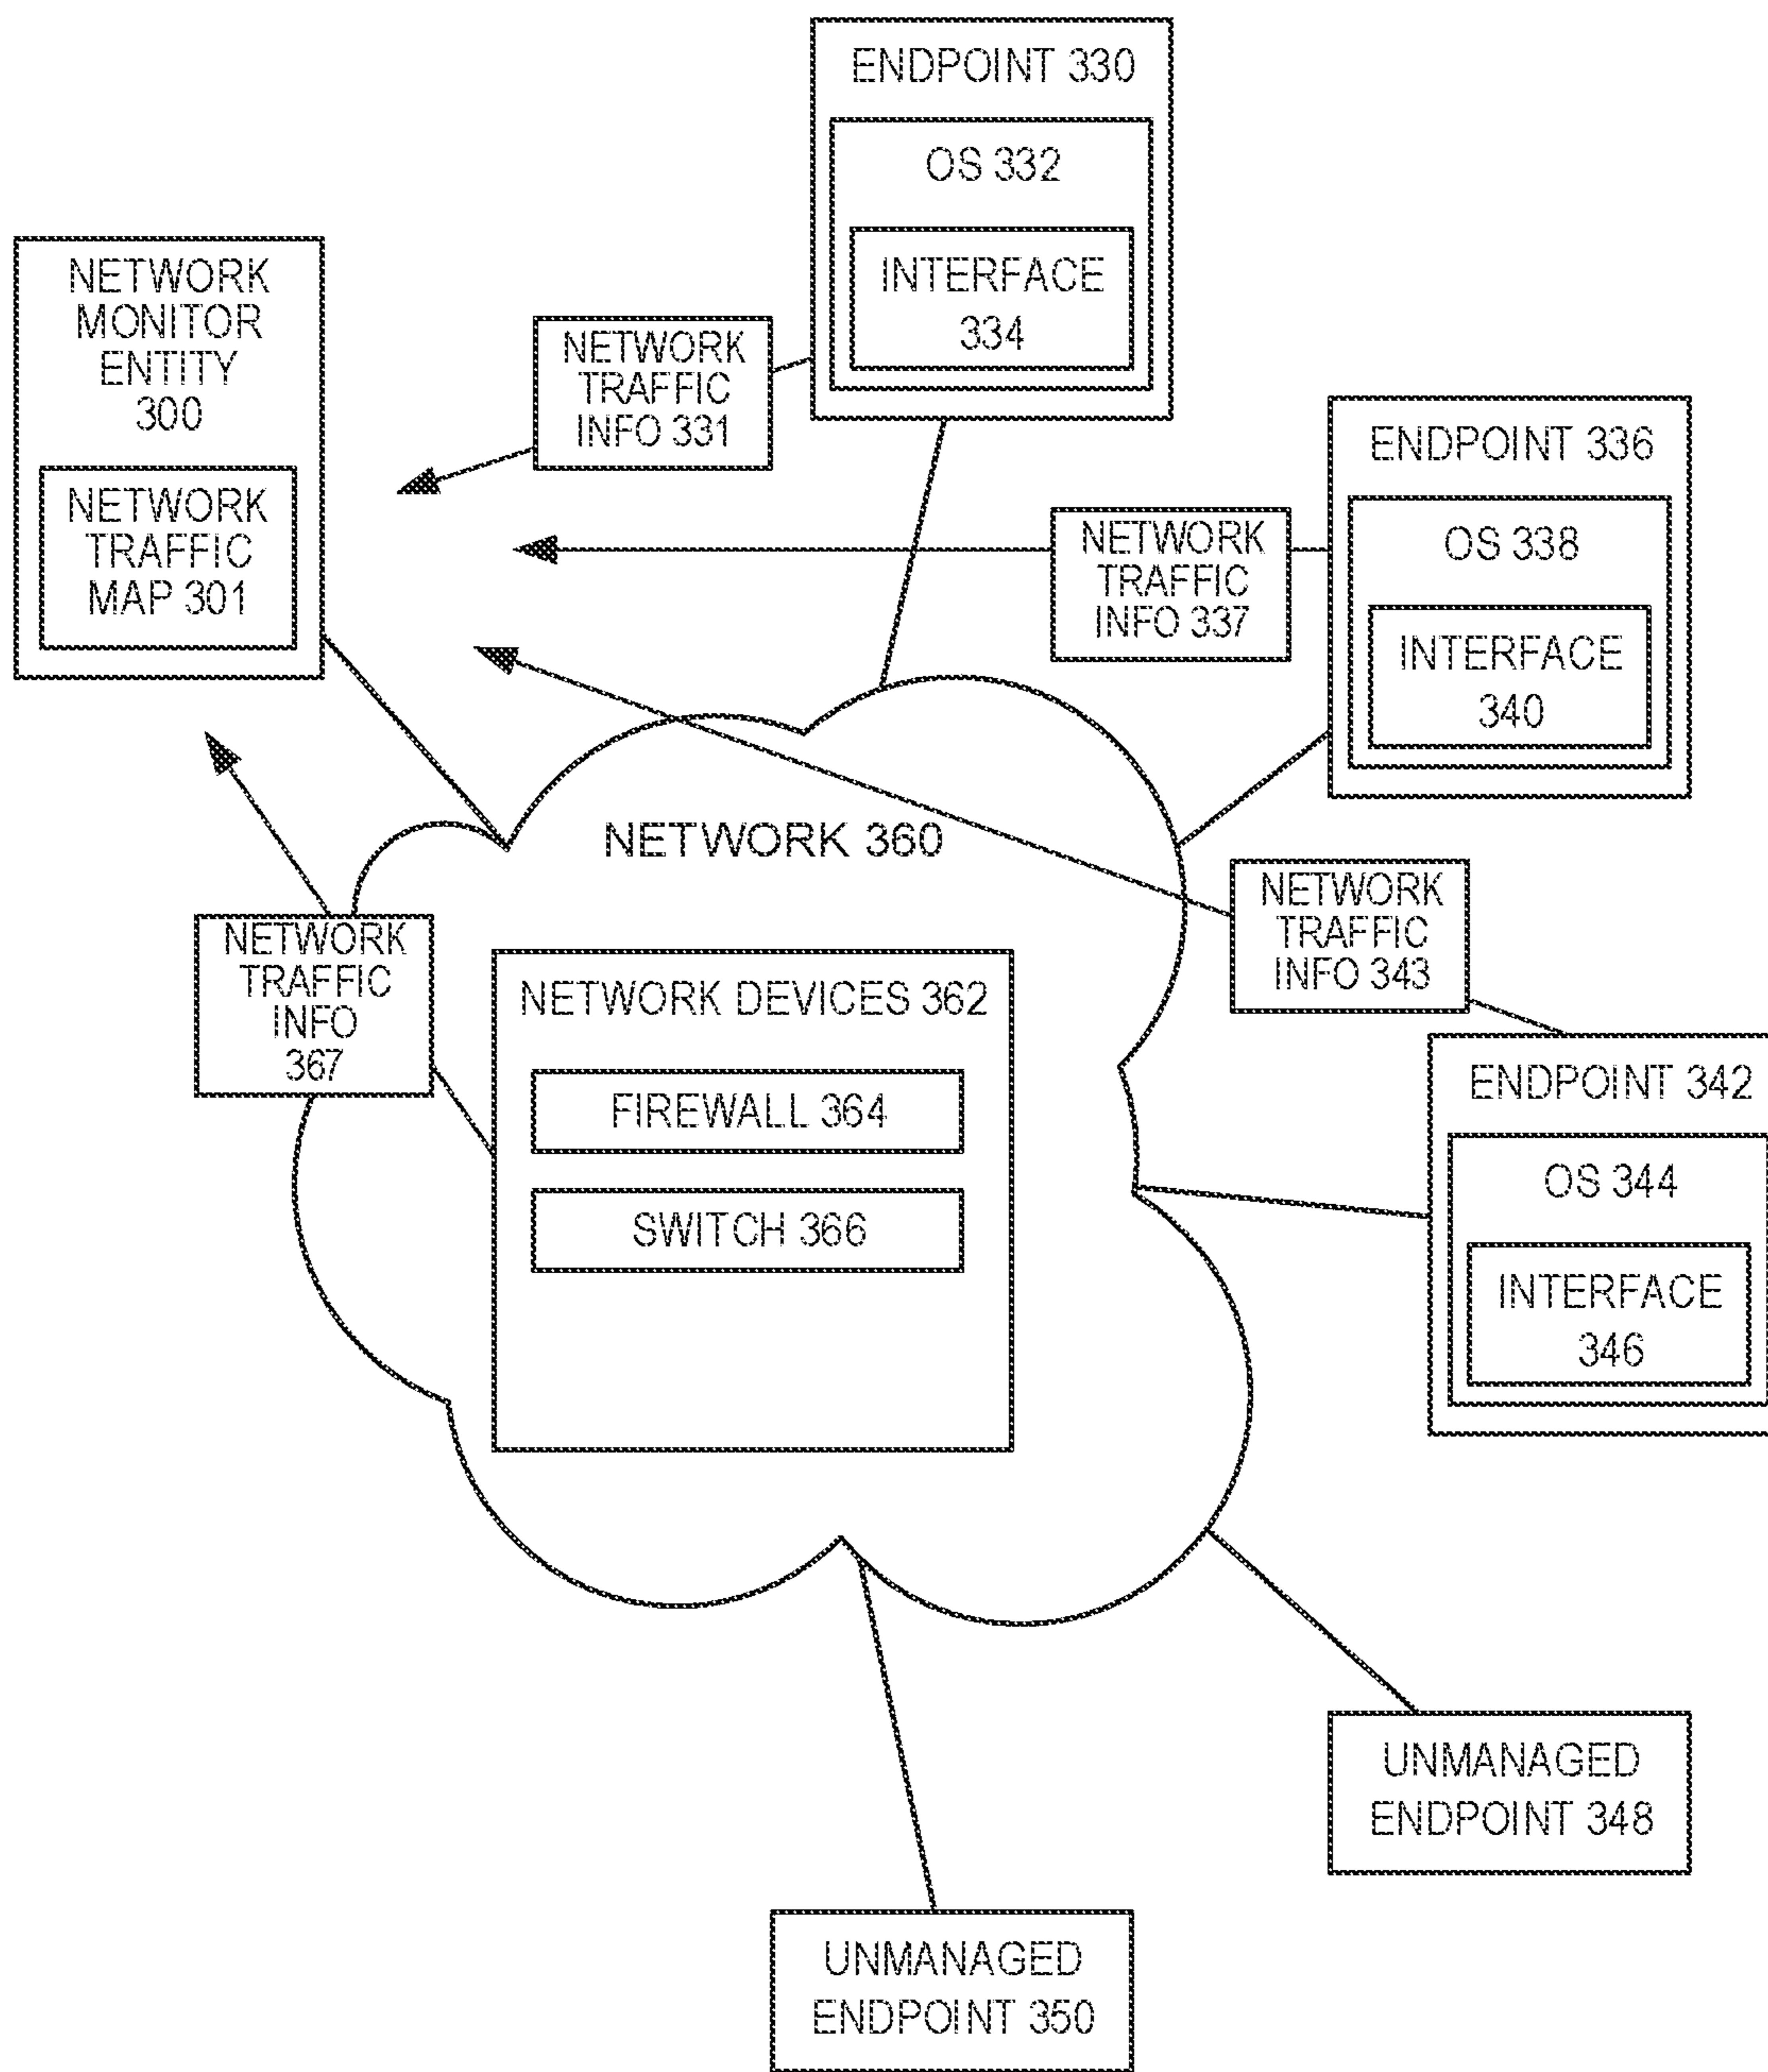 ENDPOINT 330
OS 332
INTERFACE
334
NETWORK
MONITOR
ENTITY
300
NETWORK
TRAFFIC
MAP 301
NETWORK
TRAFFIC
INFO 331
ENDPOINT 336
OS 338
INTERFACE
340
NETWORK
TRAFFIC
INFO 337
NETWORK 360
NETWORK
TRAFFIC
INFO 343
NETWORK
TRAFFIC
INFO
367
NETWORK DEVICES 362
FIREWALL 364
SWITCH 366
ENDPOINT 342
OS 344
INTERFACE
346
UNMANAGED
ENDPOINT 348
UNMANAGED
ENDPOINT 350